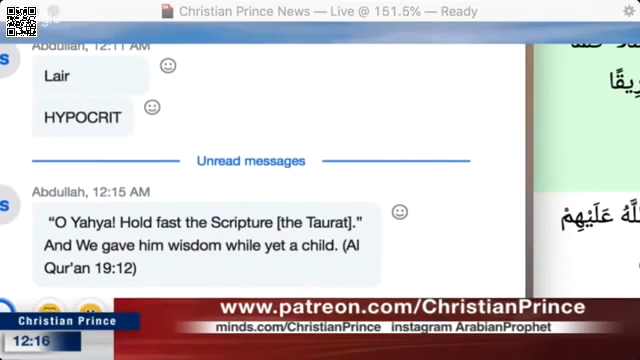 Christian Prince News — Live @ 151.5% — Ready
Abdullah, 12:11 AM
Lair
HYPOCRIT
Unread messages
Abdullah, 12:15 AM
“O Yahya! Hold fast the Scripture [the Taurat].”
And We gave him wisdom while yet a child. (Al
Qur’an 19:12)
لَّهُ عَلَيْهِمْ
www.patreon.com/ChristianPrince
Christian Prince
minds.com/ChristianPrince instagram ArabianProphet
12:16